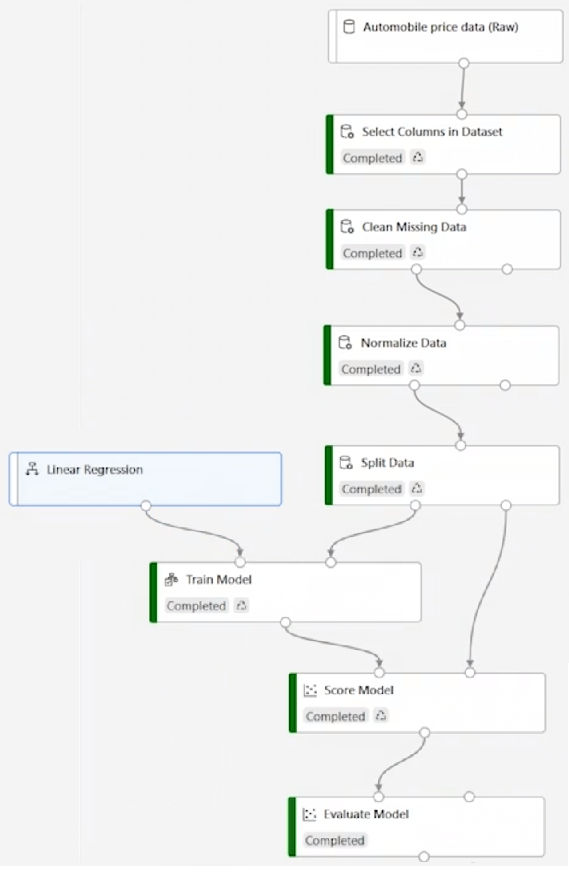 Automobile price data (Raw)
Select Columns in Dataset
Completed
Clean Missing Data
Completed
Normalize Data
Completed
Linear Regression
Split Data
Completed
Train Model
Completed
Score Model
Completed
Evaluate Model
Completed